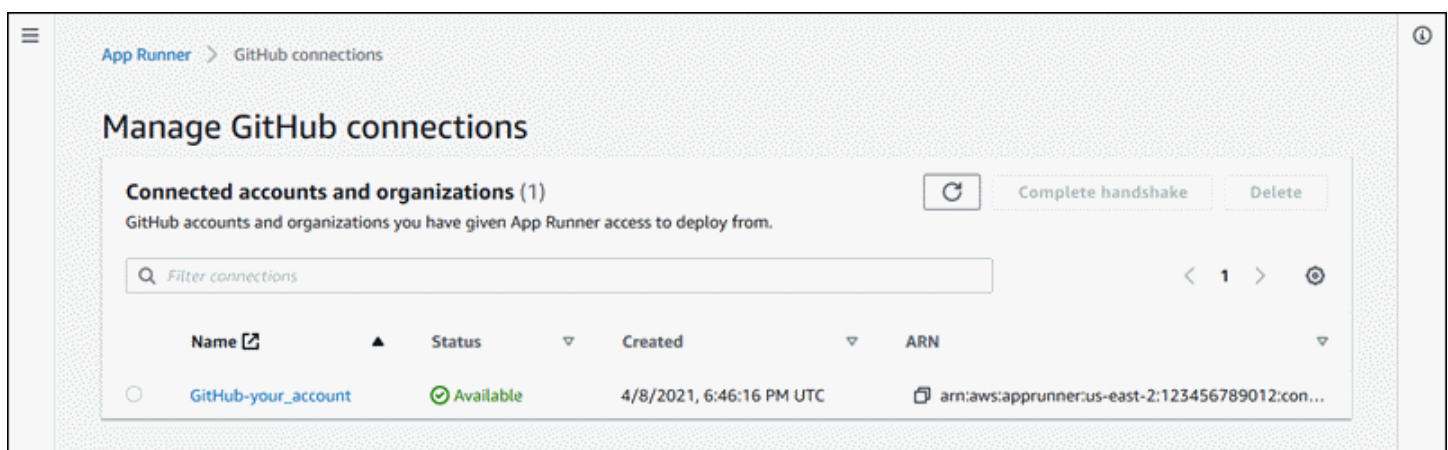 App Runner > GitHub connections
Manage GitHub connections
Connected accounts and organizations (1)
Complete handshake
Delete
GitHub accounts and organizations you have given App Runner access to deploy from.
Filter connections
< 1 >
Name Status Created ARN
GitHub-your_account Available 4/8/2021, 6:46:16 PM UTC arn:aws:apprunner:us-east-2:123456789012:con...